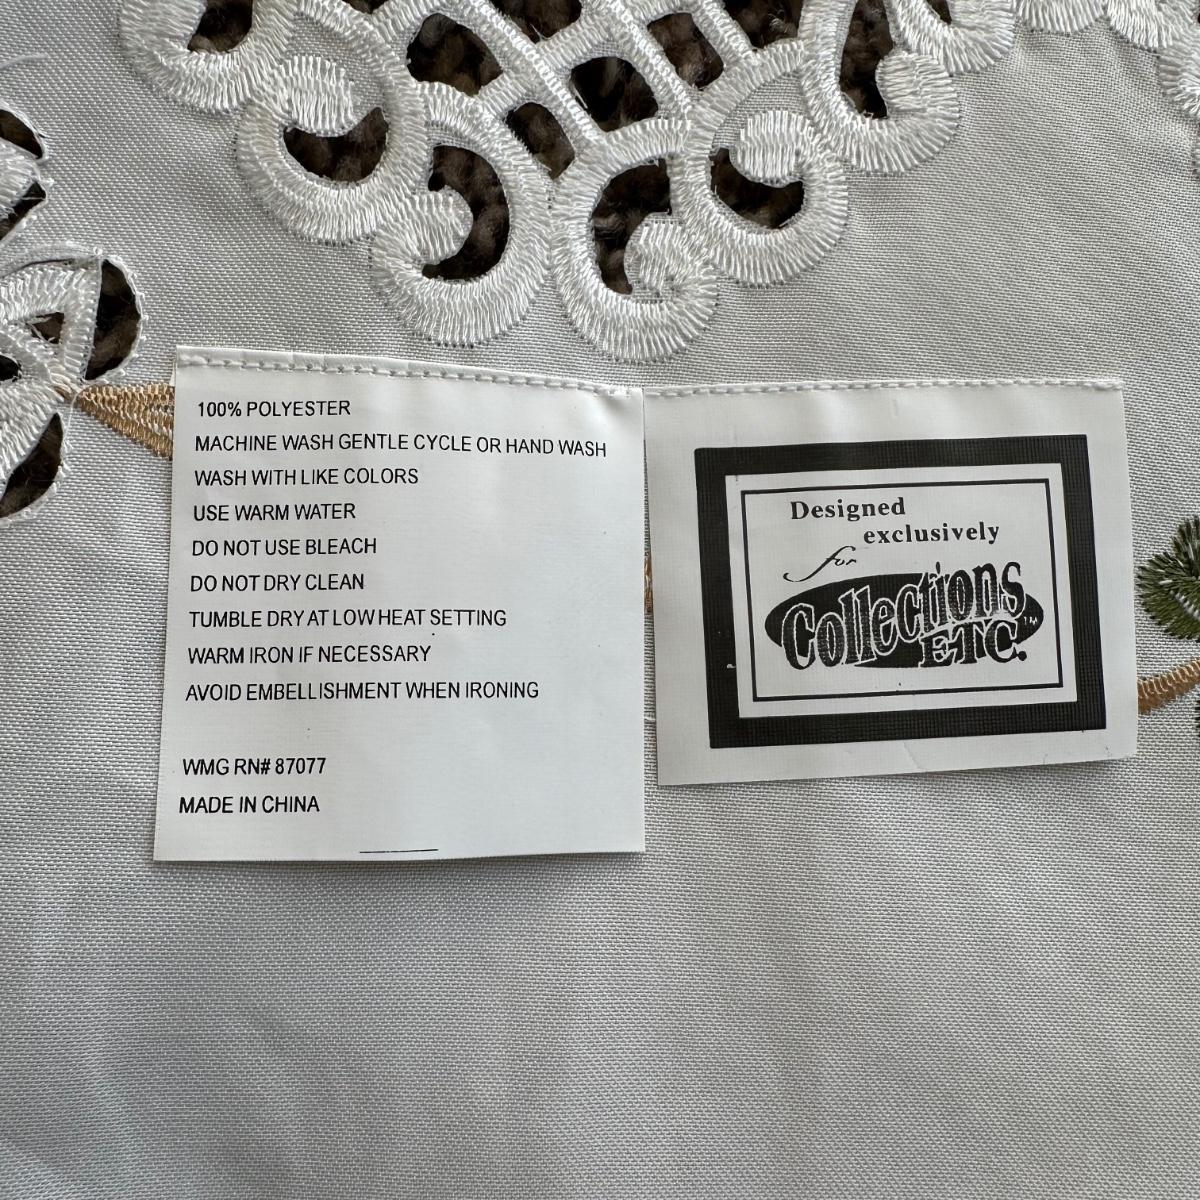 100% POLYESTER
MACHINE WASH GENTLE CYCLE OR HAND WASH
WASH WITH LIKE COLORS
USE WARM WATER
DO NOT USE BLEACH
DO NOT DRY CLEAN
TUMBLE DRY AT LOW HEAT SETTING
WARM IRON IF NECESSARY
AVOID EMBELLISHMENT WHEN IRONING
WMG RN# 87077
MADE IN CHINA
Designed
exclusively
for
Collections
ETC.™